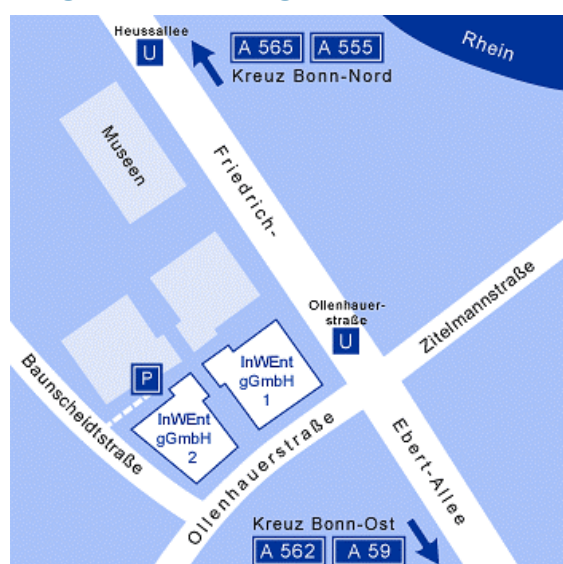 Heussallee
U
A 565 A 555
Kreuz Bonn-Nord
Rhein
Museen
Friedrich-
Ollenhauer-
straße
U
Zitelmannstraße
InWEnt
gGmbH
1
P
InWEnt
gGmbH
2
Baunscheidtstraße
Ollenhauerstraße
Ebert-Allee
Kreuz Bonn-Ost
A 562 A 59